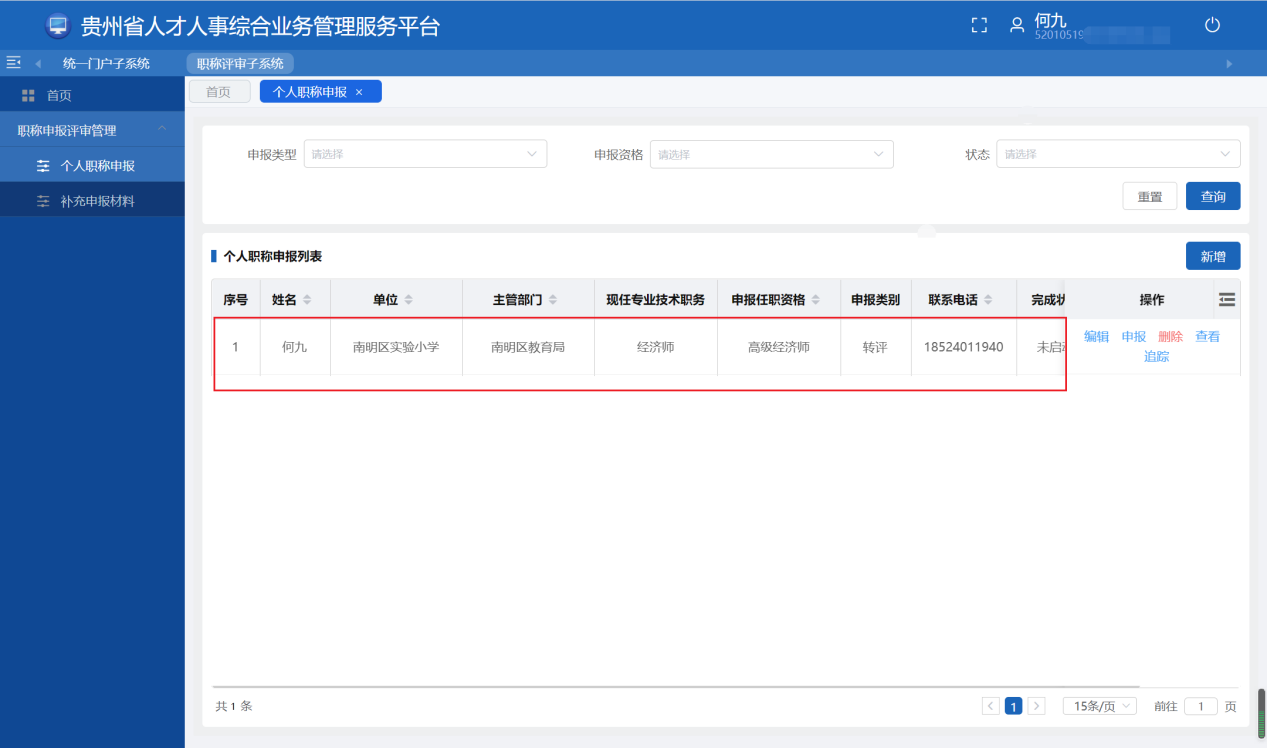 贵州省人才人事综合业务管理服务平台
何九
52010519
统一门户子系统 职称评审子系统
首页
职称申报评审管理
个人职称申报
补充申报材料
首页 个人职称申报 ×
申报类型 请选择 申报资格 请选择 状态 请选择
重置 查询
个人职称申报列表 新增
序号 姓名 单位 主管部门 现任专业技术职务 申报任职资格 申报类别 联系电话 完成状 操作
1 何九 南明区实验小学 南明区教育局 经济师 高级经济师 转评 18524011940 未启 编辑 申报 删除 查看
追踪
共 1 条 1 15条/页 前往 1 页